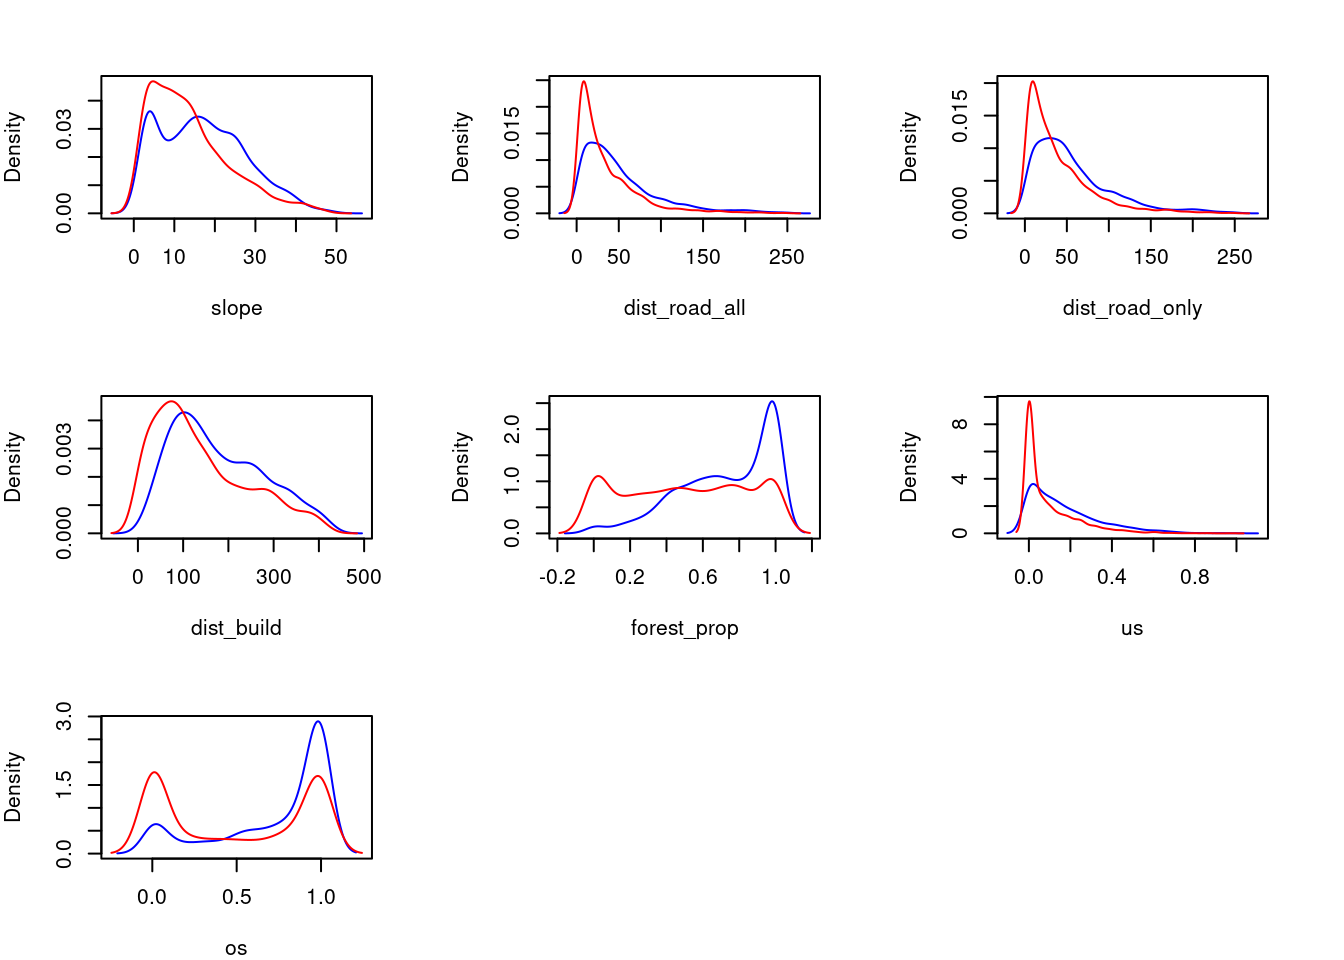 Density
0.00 0.03
0 10 30 50
slope
Density
0.000 0.015
0 50 150 250
dist_road_all
Density
0.000 0.015
0 50 150 250
dist_road_only
Density
0.000 0.003
0 100 300 500
dist_build
Density
0.0 1.0 2.0
-0.2 0.2 0.6 1.0
forest_prop
Density
0 4 8
0.0 0.4 0.8
us
Density
0.0 1.5 3.0
0.0 0.5 1.0
os